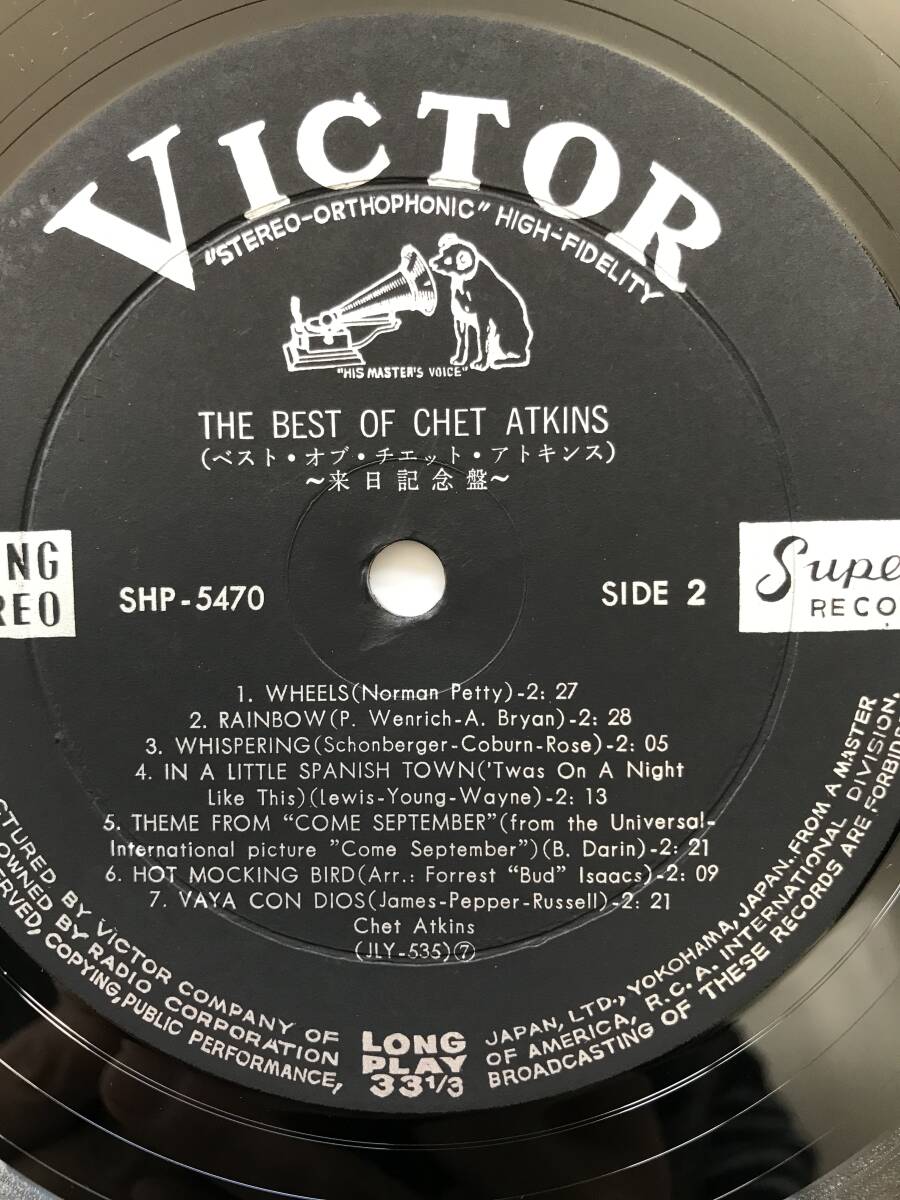 VICTOR
"STEREO-ORTHOPHONIC" HIGH-FIDELITY
"HIS MASTER'S VOICE"
THE BEST OF CHET ATKINS
(ベスト・オブ・チエット・アトキンス)
~来日記念盤~
SHP-5470
SIDE 2
1. WHEELS(Norman Petty)-2: 27
2. RAINBOW(P. Wenrich-A. Bryan)-2: 28
3. WHISPERING(Schonberger-Coburn-Rose)-2: 05
4. IN A LITTLE SPANISH TOWN('Twas On A Night
Like This)(lewis-Young-Wayne)-2: 13
5. THEME FROM "COME SEPTEMBER"(from the Universal-
International picture "Come September")(B. Darin)-2: 21
6. HOT MOCKING BIRD(Arr.: Forrest "Bud" Isaacs)-2: 09
7. VAYA CON DIOS(James-Pepper-Russell)-2: 21
Chet Atkins
(JLY-535)⑦
BY VICTOR COMPANY OF
OWNED BY RADIO CORPORATION
COPYING, PUBLIC PERFORMANCE,
LONG
PLAY
33 1/3
JAPAN, LTD., YOKOHAMA, JAPAN. FROM A MASTER
OF AMERICA, R.C.A. INTERNATIONAL DIVISION,
BROADCASTING OF THESE RECORDS ARE